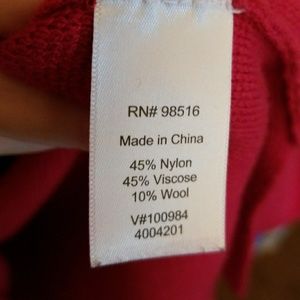 RN# 98516
Made in China
45% Nylon
45% Viscose
10% Wool
V#100984
4004201